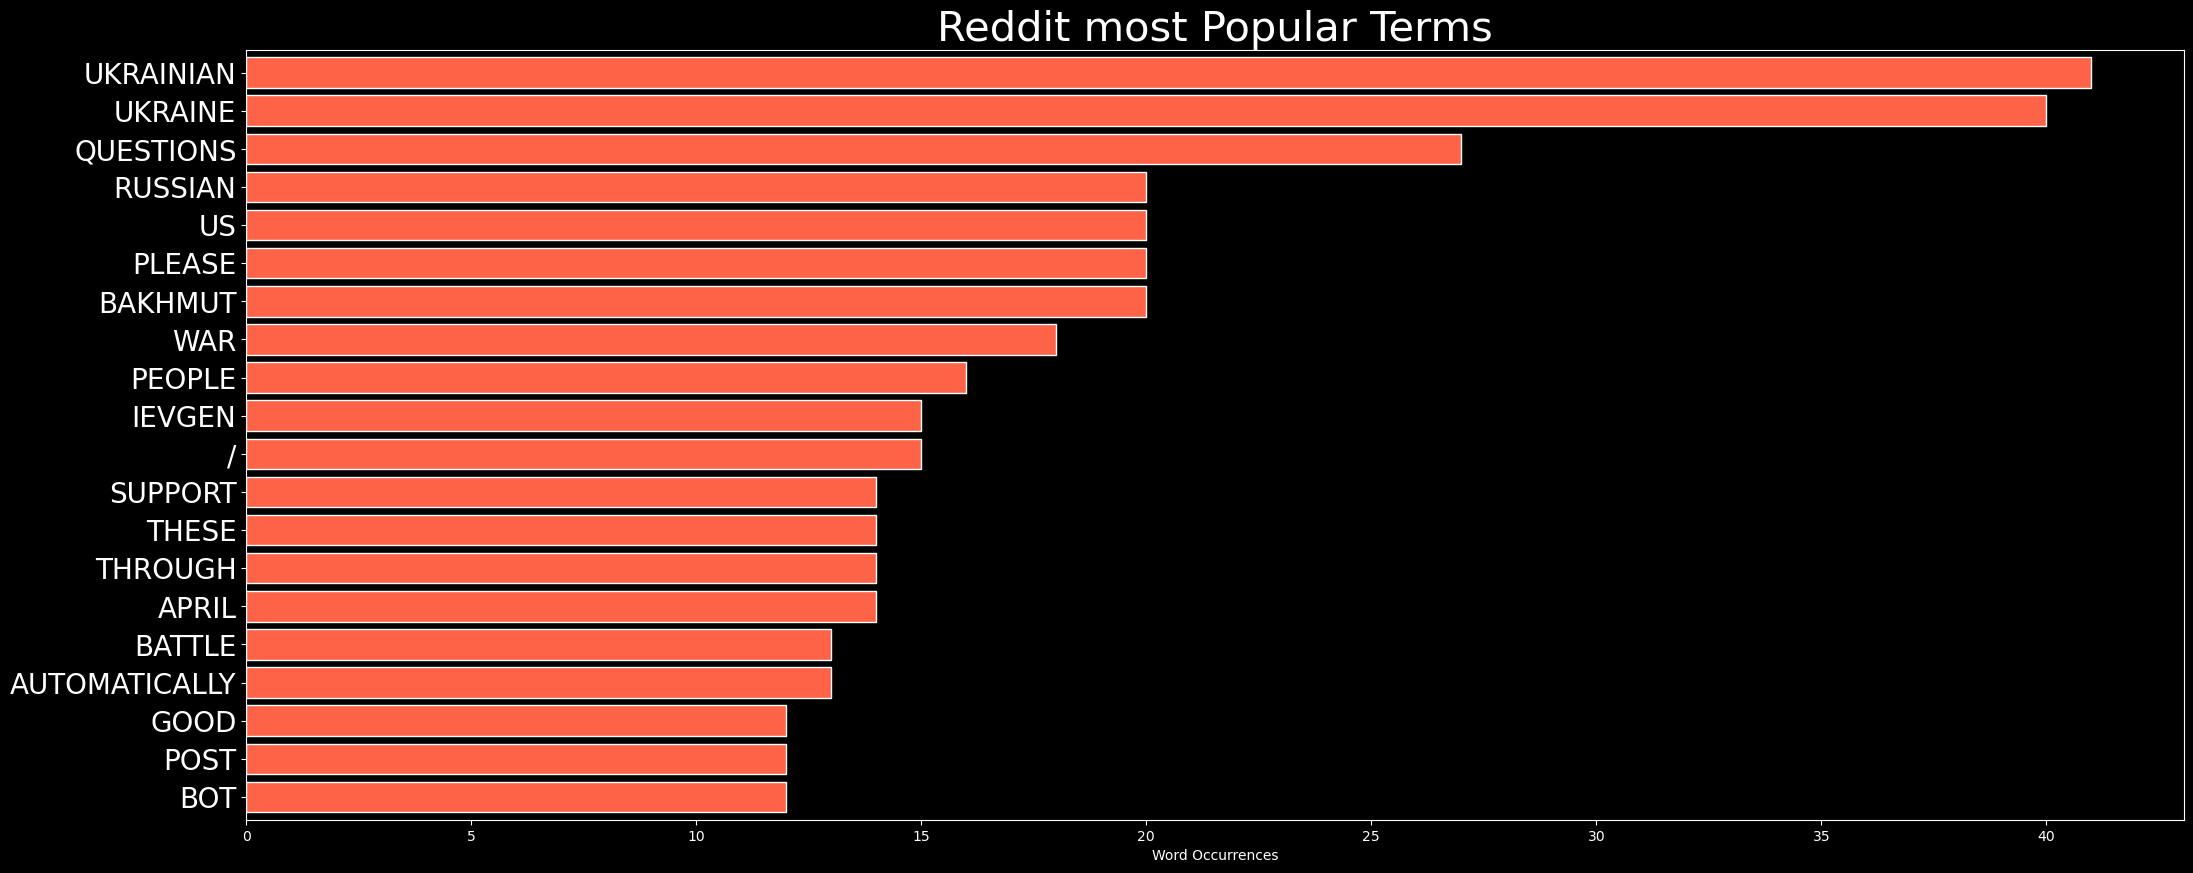 Reddit most Popular Terms
UKRAINIAN
UKRAINE
QUESTIONS
RUSSIAN
US
PLEASE
BAKHMUT
WAR
PEOPLE
IEVGEN
/
SUPPORT
THESE
THROUGH
APRIL
BATTLE
AUTOMATICALLY
GOOD
POST
BOT
0 5 10 15 20 25 30 35 40
Word Occurrences